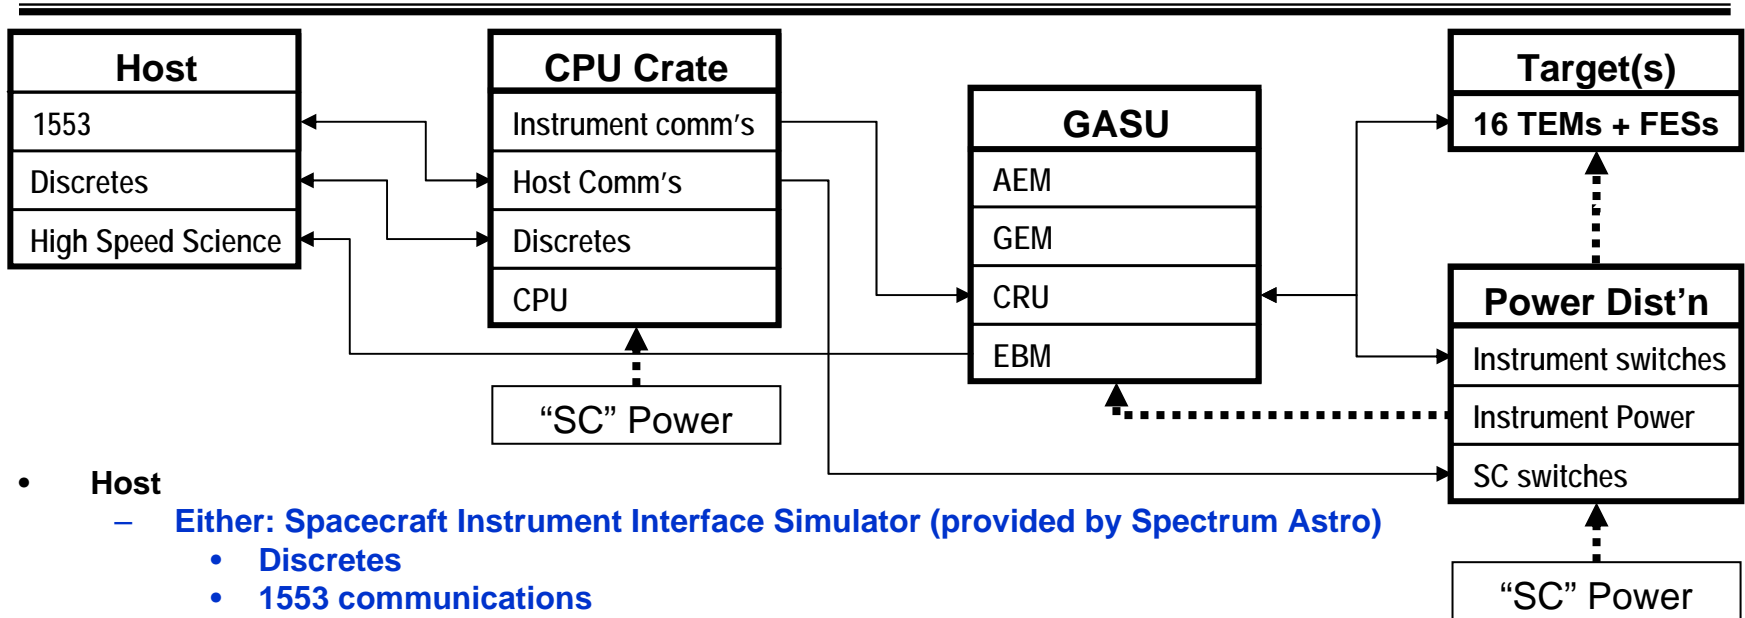 Host
1553
Discretes
High Speed Science
CPU Crate
Instrument comm's
Host Comm's
Discretes
CPU
"SC" Power
GASU
AEM
GEM
CRU
EBM
Target(s)
16 TEMs + FESs
Power Dist'n
Instrument switches
Instrument Power
SC switches
"SC" Power
• Host
– Either: Spacecraft Instrument Interface Simulator (provided by Spectrum Astro)
• Discretes
• 1553 communications